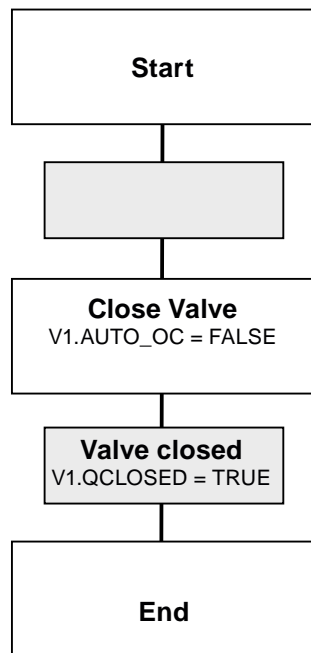 Start
Close Valve
V1.AUTO_OC = FALSE
Valve closed
V1.QCLOSED = TRUE
End